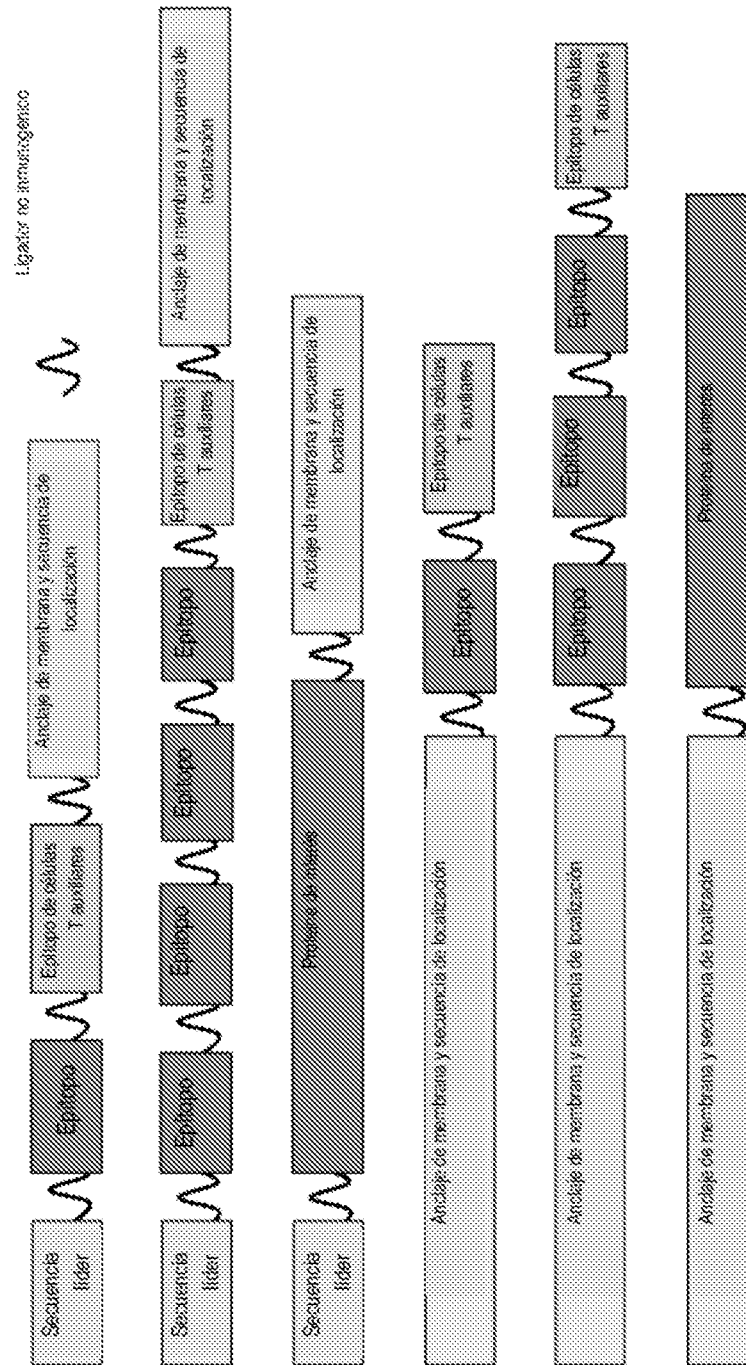 Ligador no inmunogénico
Secuencia
líder
Epítopo
Epítopo de células
T auxiliares
Anclaje de membrana y secuencia de
localización
Secuencia
líder
Epítopo
Epítopo
Epítopo
Epítopo
Epítopo de células
T auxiliares
Anclaje de membrana y secuencia de
localización
Secuencia
líder
Proteína de interés
Anclaje de membrana y secuencia de
localización
Anclaje de membrana y secuencia de localización
Epítopo
Epítopo de células
T auxiliares
Anclaje de membrana y secuencia de localización
Epítopo
Epítopo
Epítopo
Epítopo de células
T auxiliares
Anclaje de membrana y secuencia de localización
Proteína de interés